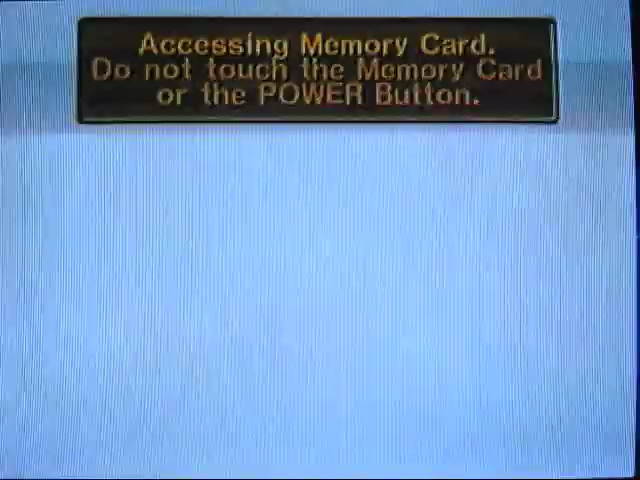 Accessing Memory Card.
Do not touch the Memory Card
or the POWER Button.